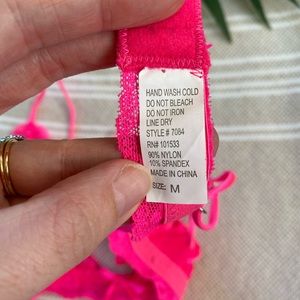 HAND WASH COLD
DO NOT BLEACH
DO NOT IRON
LINE DRY
STYLE # 7084
RN# 101533
90% NYLON
10% SPANDEX
MADE IN CHINA
SIZE: M